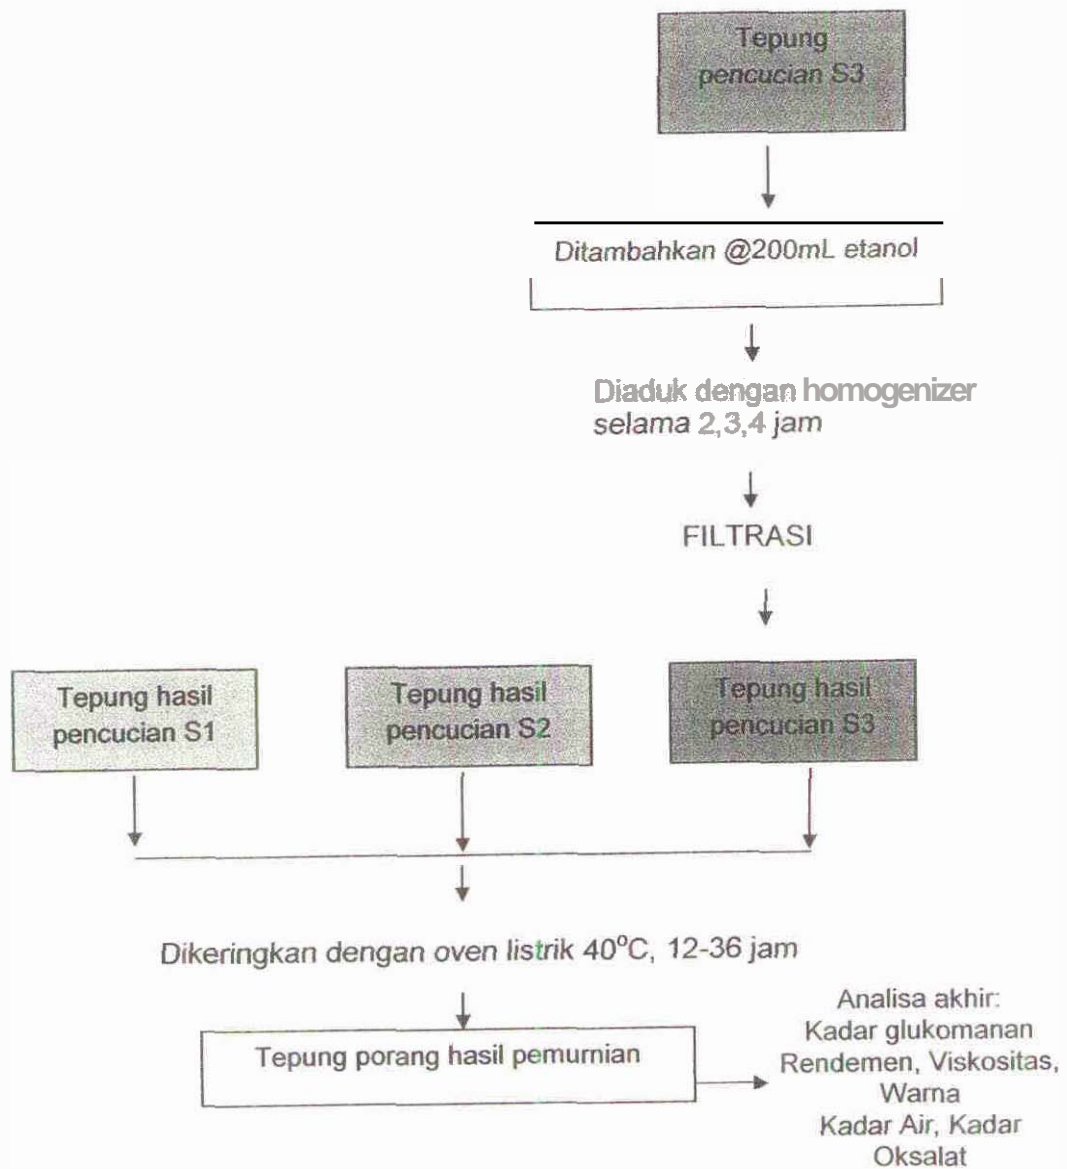 Tepung
pencucian S3
Ditambahkan @200mL etanol
Diaduk dengan homogenizer
selama 2,3,4 jam
FILTRASI
Tepung hasil
pencucian S1
Tepung hasil
pencucian S2
Tepung hasil
pencucian S3
Dikeringkan dengan oven listrik 40°C, 12-36 jam
Tepung porang hasil pemurnian
Analisa akhir:
Kadar glukomanan
Rendemen, Viskositas,
Warna
Kadar Air, Kadar
Oksalat